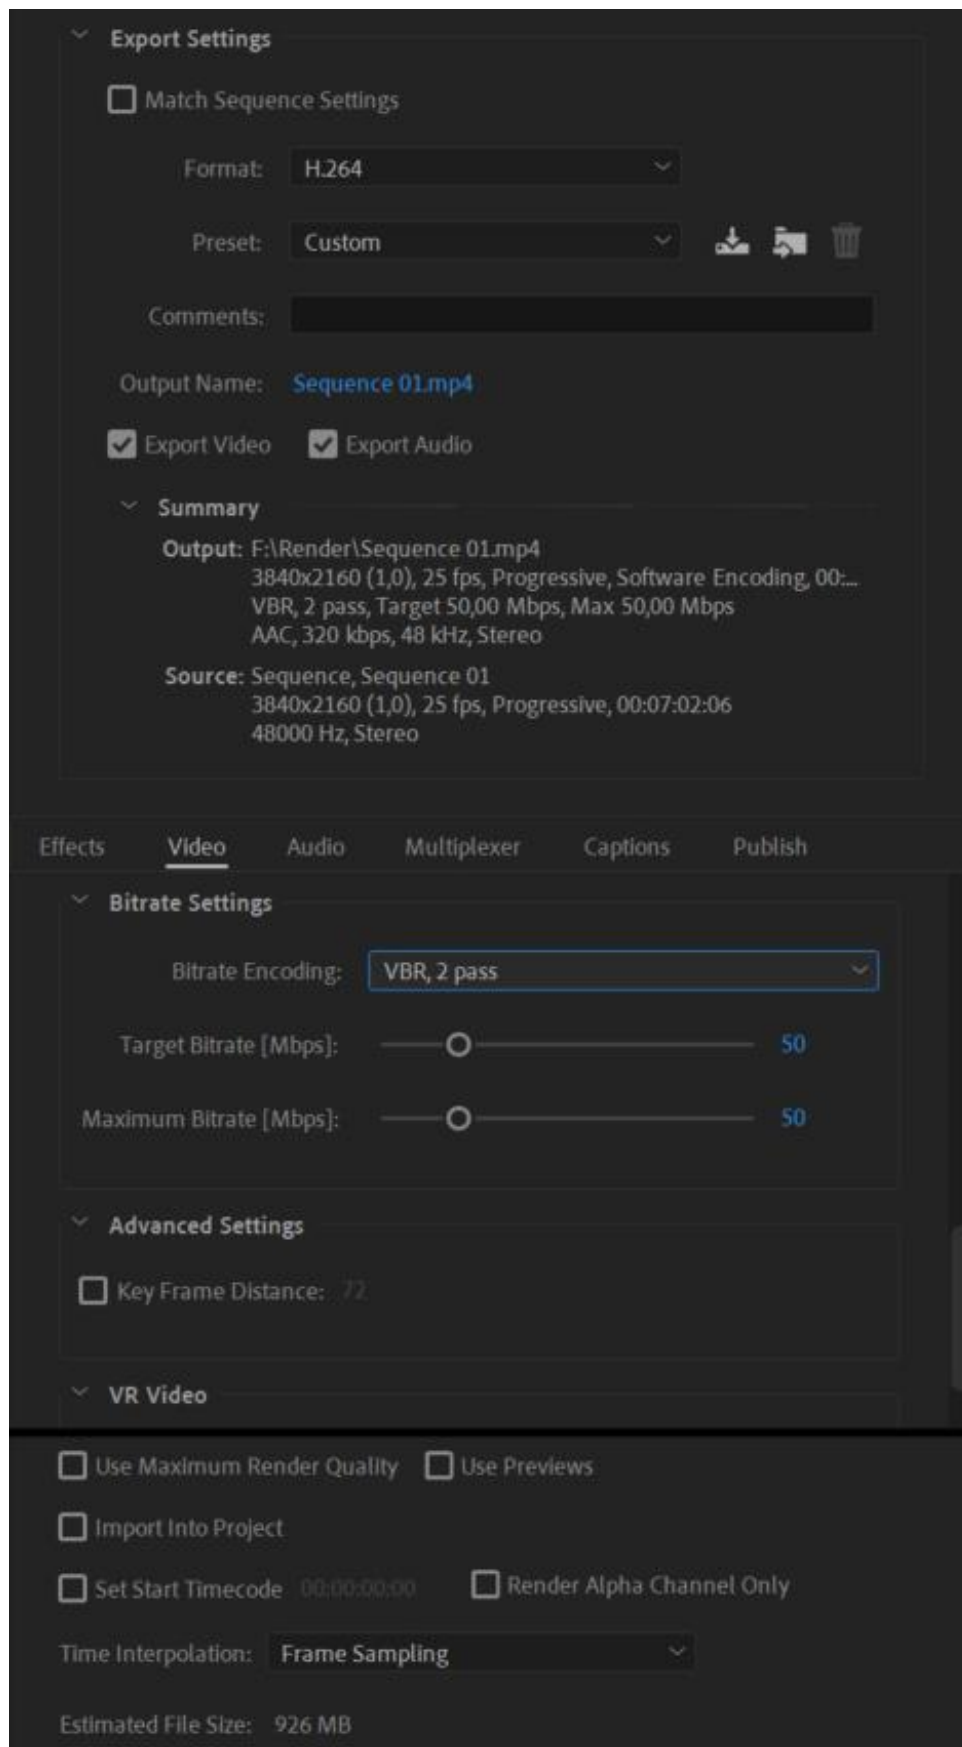 Export Settings
Match Sequence Settings
Format: H.264
Preset: Custom
Comments:
Output Name: Sequence 01.mp4
Export Video Export Audio
Summary
Output: F:\Render\Sequence 01.mp4
3840x2160 (1,0), 25 fps, Progressive, Software Encoding, 00:...
VBR, 2 pass, Target 50,00 Mbps, Max 50,00 Mbps
AAC, 320 kbps, 48 kHz, Stereo
Source: Sequence, Sequence 01
3840x2160 (1,0), 25 fps, Progressive, 00:07:02:06
48000 Hz, Stereo
Effects Video Audio Multiplexer Captions Publish
Bitrate Settings
Bitrate Encoding: VBR, 2 pass
Target Bitrate [Mbps]: 50
Maximum Bitrate [Mbps]: 50
Advanced Settings
Key Frame Distance: 72
VR Video
Use Maximum Render Quality Use Previews
Import Into Project
Set Start Timecode 00:00:00:00 Render Alpha Channel Only
Time Interpolation: Frame Sampling
Estimated File Size: 926 MB